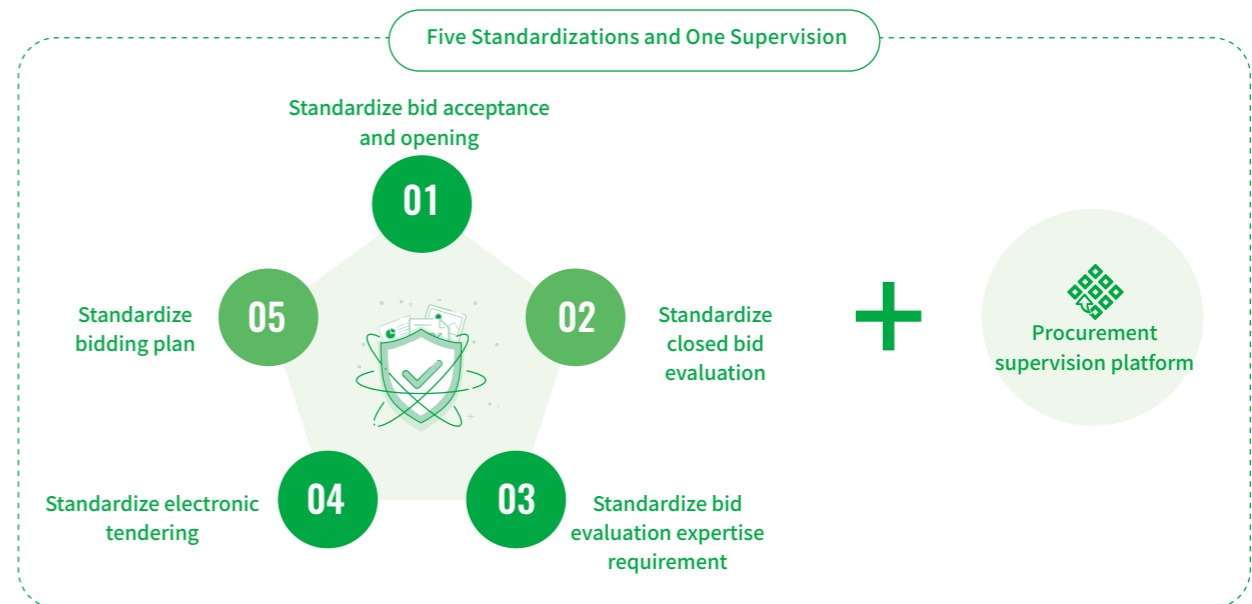 Five Standardizations and One Supervision
Standardize bid acceptance
and opening
01
02
Standardize
closed bid
evaluation
03
Standardize bid
evaluation expertise
requirement
04
Standardize electronic
tendering
05
Standardize
bidding plan
+
Procurement
supervision platform